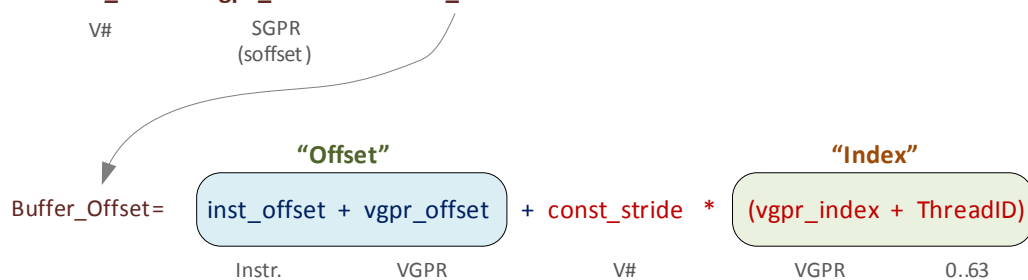 V# SGPR
(soffset)
“Offset” “Index”
Buffer_Offset= inst_offset + vgpr_offset + const_stride * (vgpr_index + ThreadID)
Instr. VGPR V# VGPR 0..63